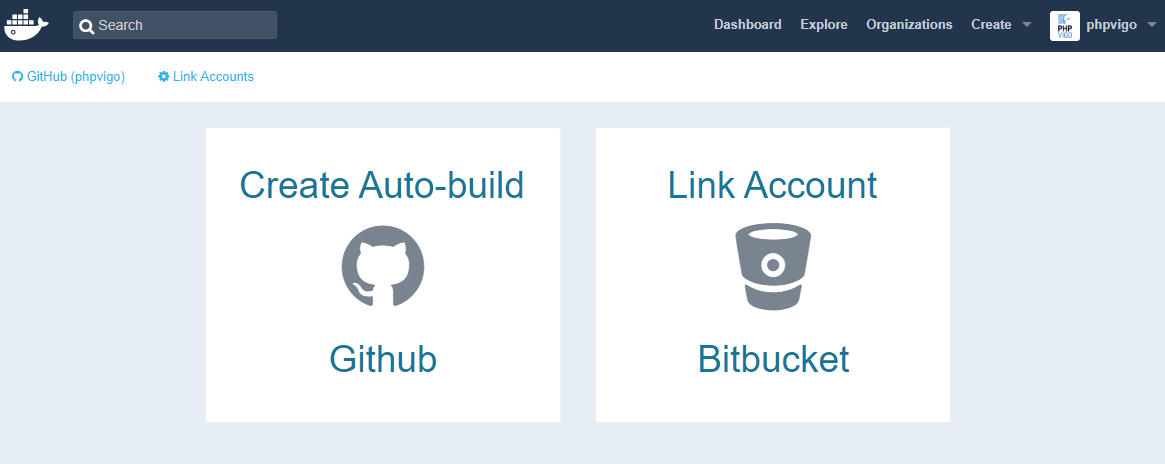 Search
Dashboard
Explore
Organizations
Create
PHP
VIGO
phpvigo
GitHub (phpvigo)
Link Accounts
Create Auto-build
Github
Link Account
Bitbucket